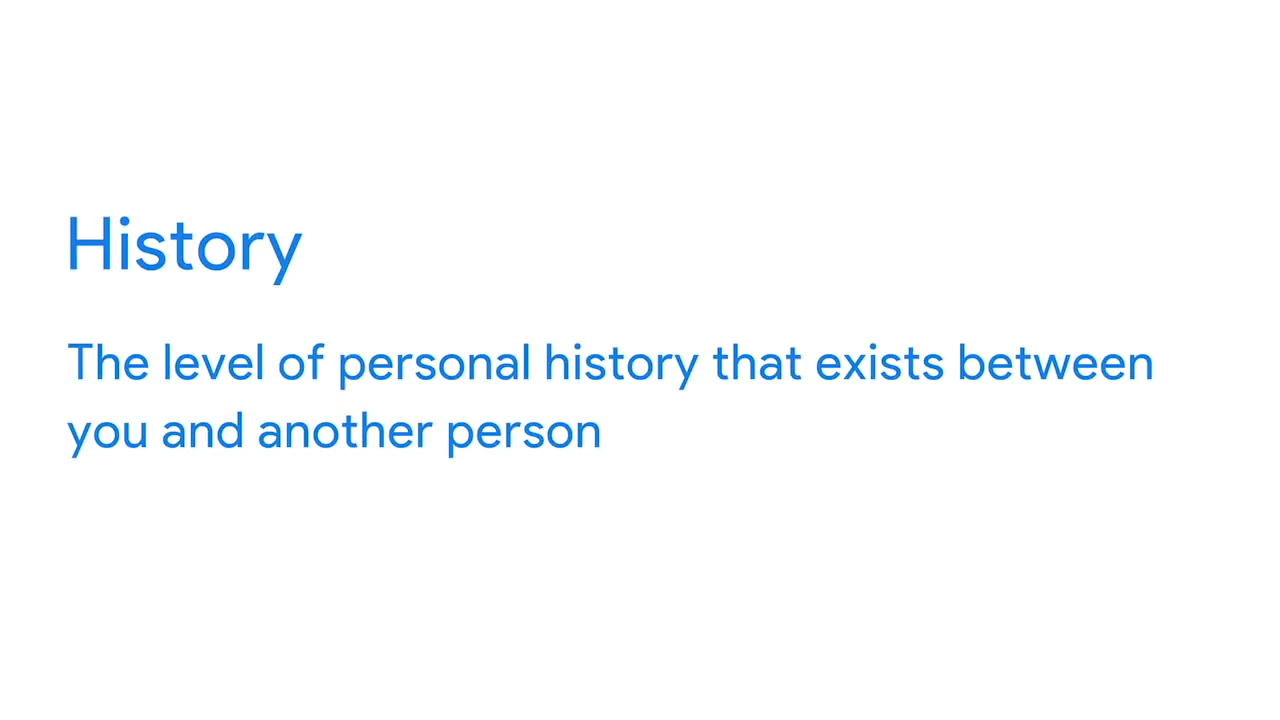 History
The level of personal history that exists between
you and another person